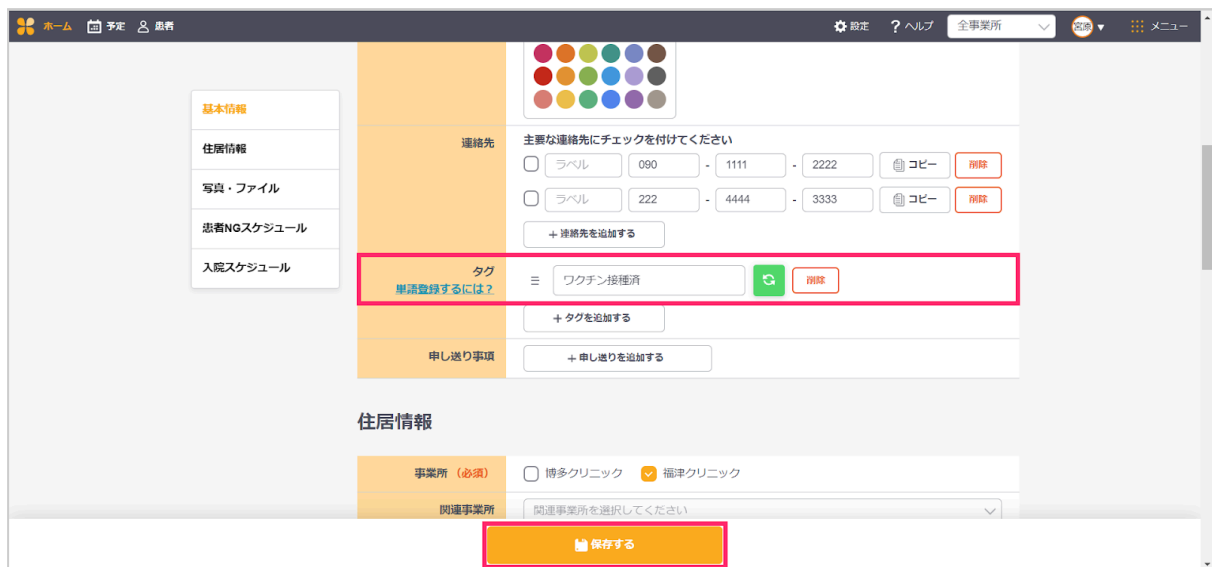 ホーム 予定 患者 設定 ? ヘルプ 全事業所 宮原 ▼ メニュー
基本情報
住居情報
写真・ファイル
患者NGスケジュール
入院スケジュール
連絡先 主要な連絡先にチェックを付けてください
ラベル 090 - 1111 - 2222 コピー 削除
ラベル 222 - 4444 - 3333 コピー 削除
+ 連絡先を追加する
タグ
単語登録するには?
ワクチン接種済 削除
+ タグを追加する
申し送り事項 + 申し送りを追加する
住居情報
事業所 (必須) 博多クリニック 福津クリニック
関連事業所 関連事業所を選択してください
保存する